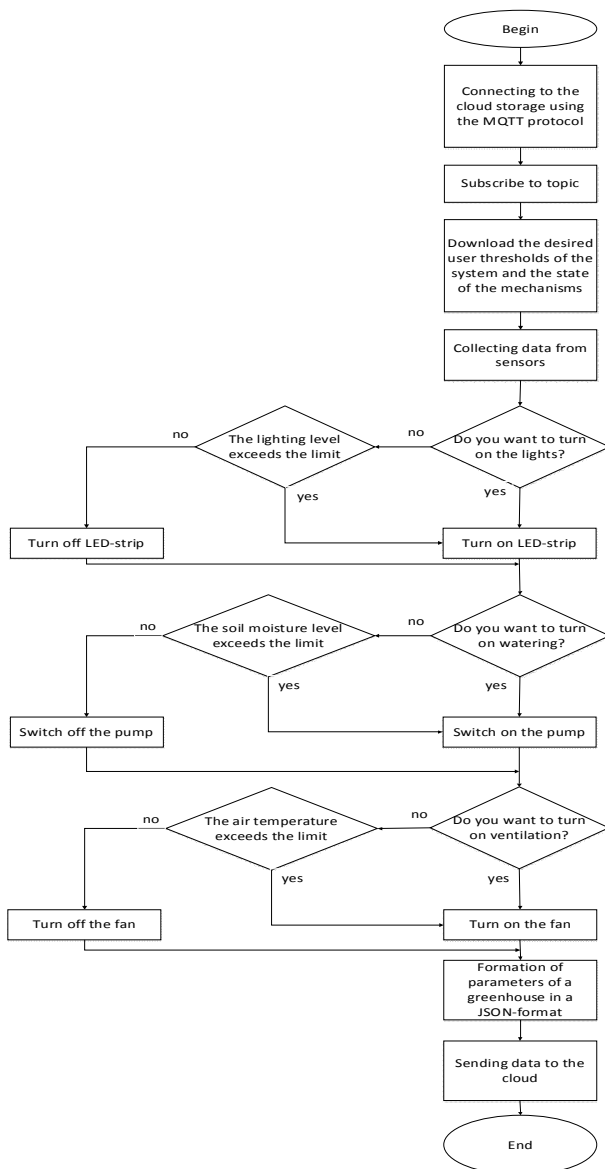 Begin
Connecting to the
cloud storage using
the MQTT protocol
Subscribe to topic
Download the desired
user thresholds of the
system and the state
of the mechanisms
Collecting data from
sensors
Do you want to turn
on the lights?
no
The lighting level
exceeds the limit
no
yes
yes
Turn off LED-strip
Turn on LED-strip
Do you want to turn
on watering?
no
The soil moisture level
exceeds the limit
no
yes
yes
Switch off the pump
Switch on the pump
Do you want to turn
on ventilation?
no
The air temperature
exceeds the limit
no
yes
yes
Turn off the fan
Turn on the fan
Formation of
parameters of a
greenhouse in a
JSON-format
Sending data to the
cloud
End